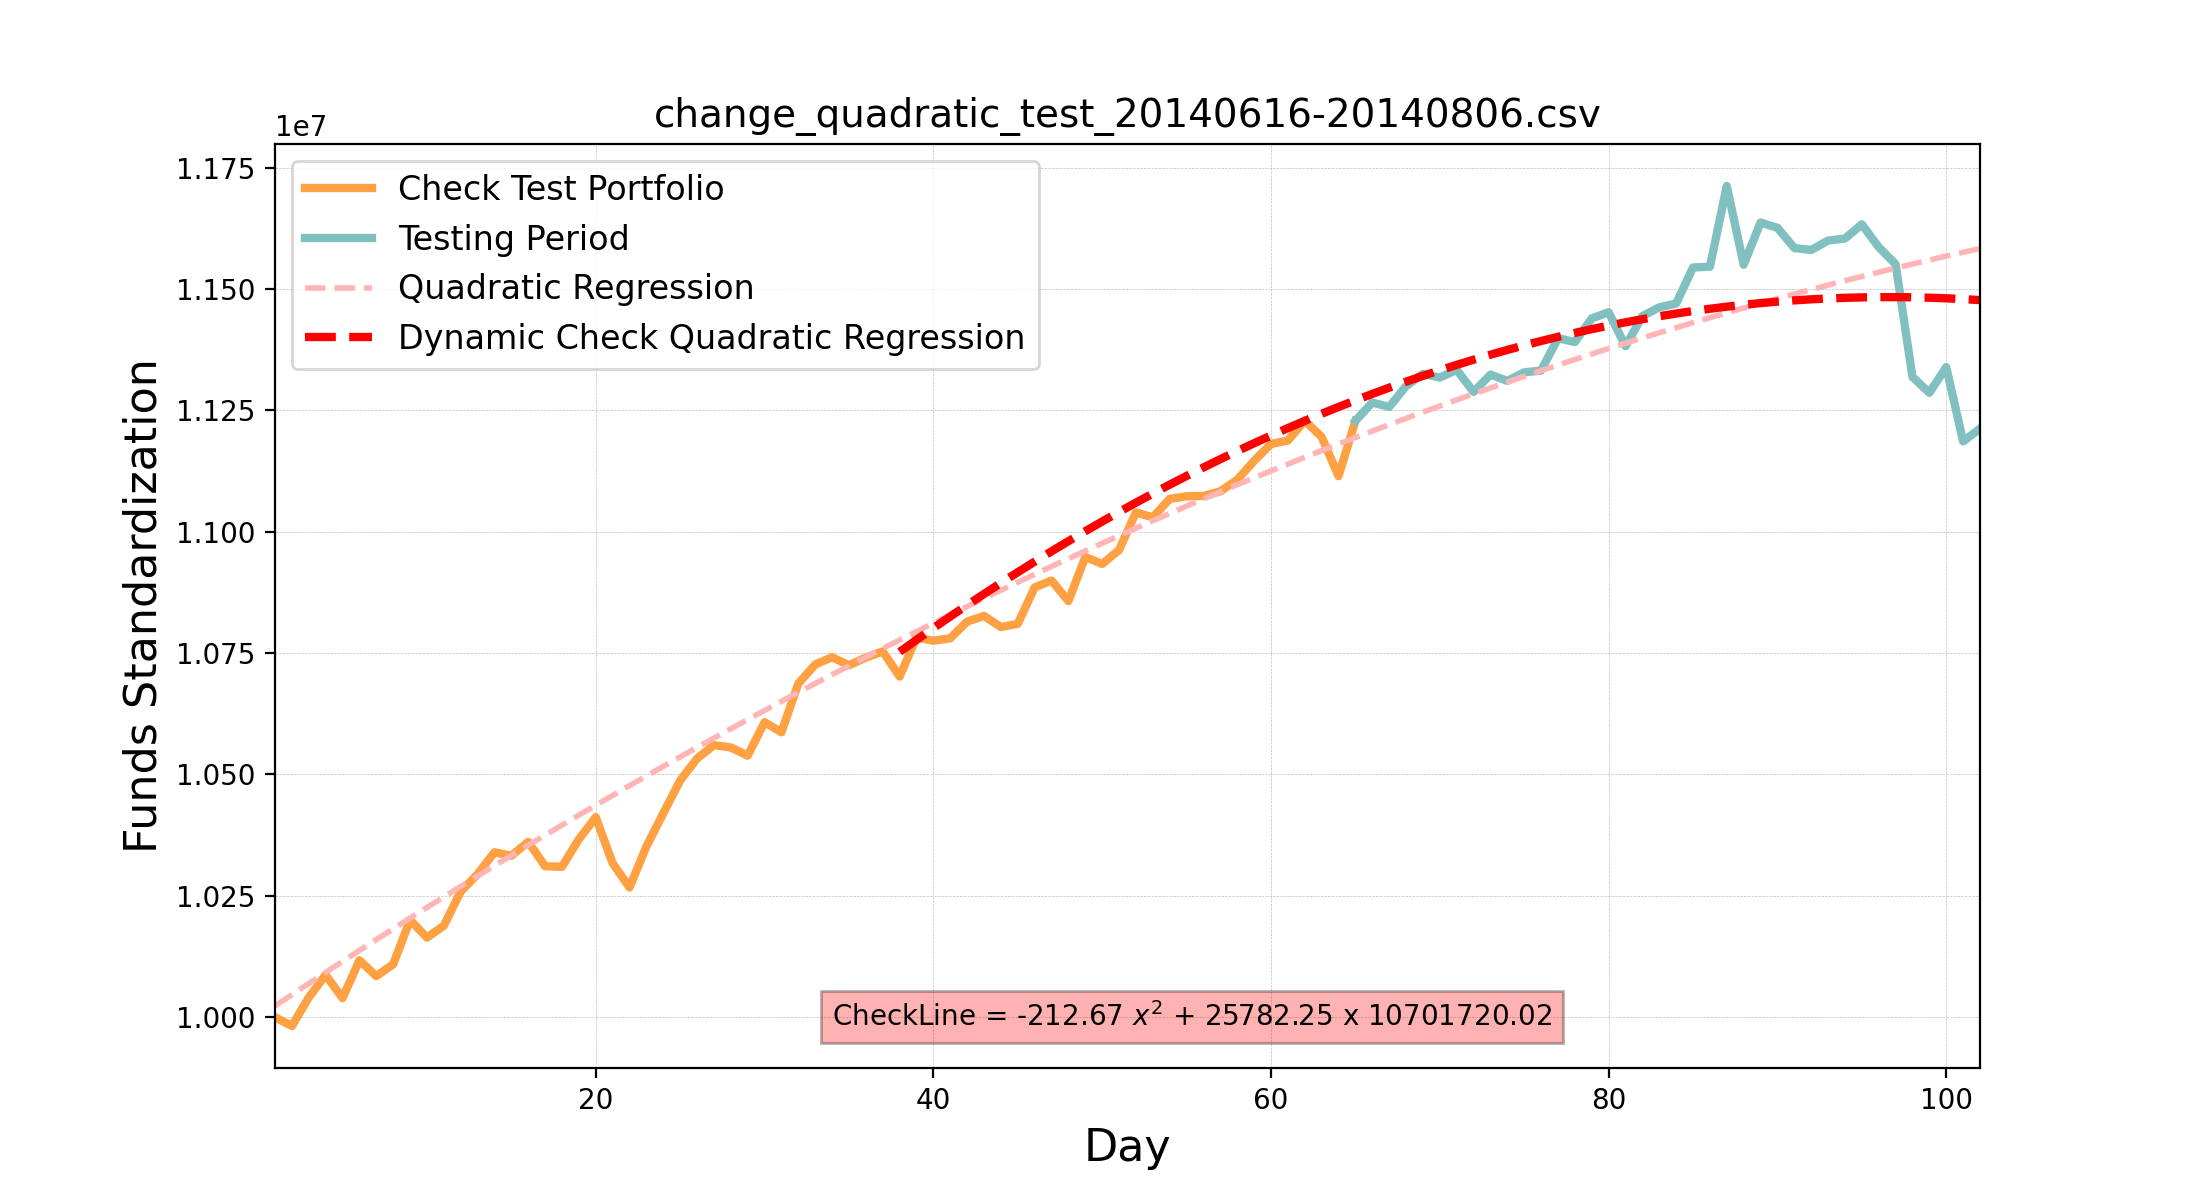 change_quadratic_test_20140616-20140806.csv
1e7
Check Test Portfolio
Testing Period
Quadratic Regression
Dynamic Check Quadratic Regression
Funds Standardization
1.175
1.150
1.125
1.100
1.075
1.050
1.025
1.000
CheckLine = -212.67 x² + 25782.25 x 10701720.02
20 40 60 80 100
Day